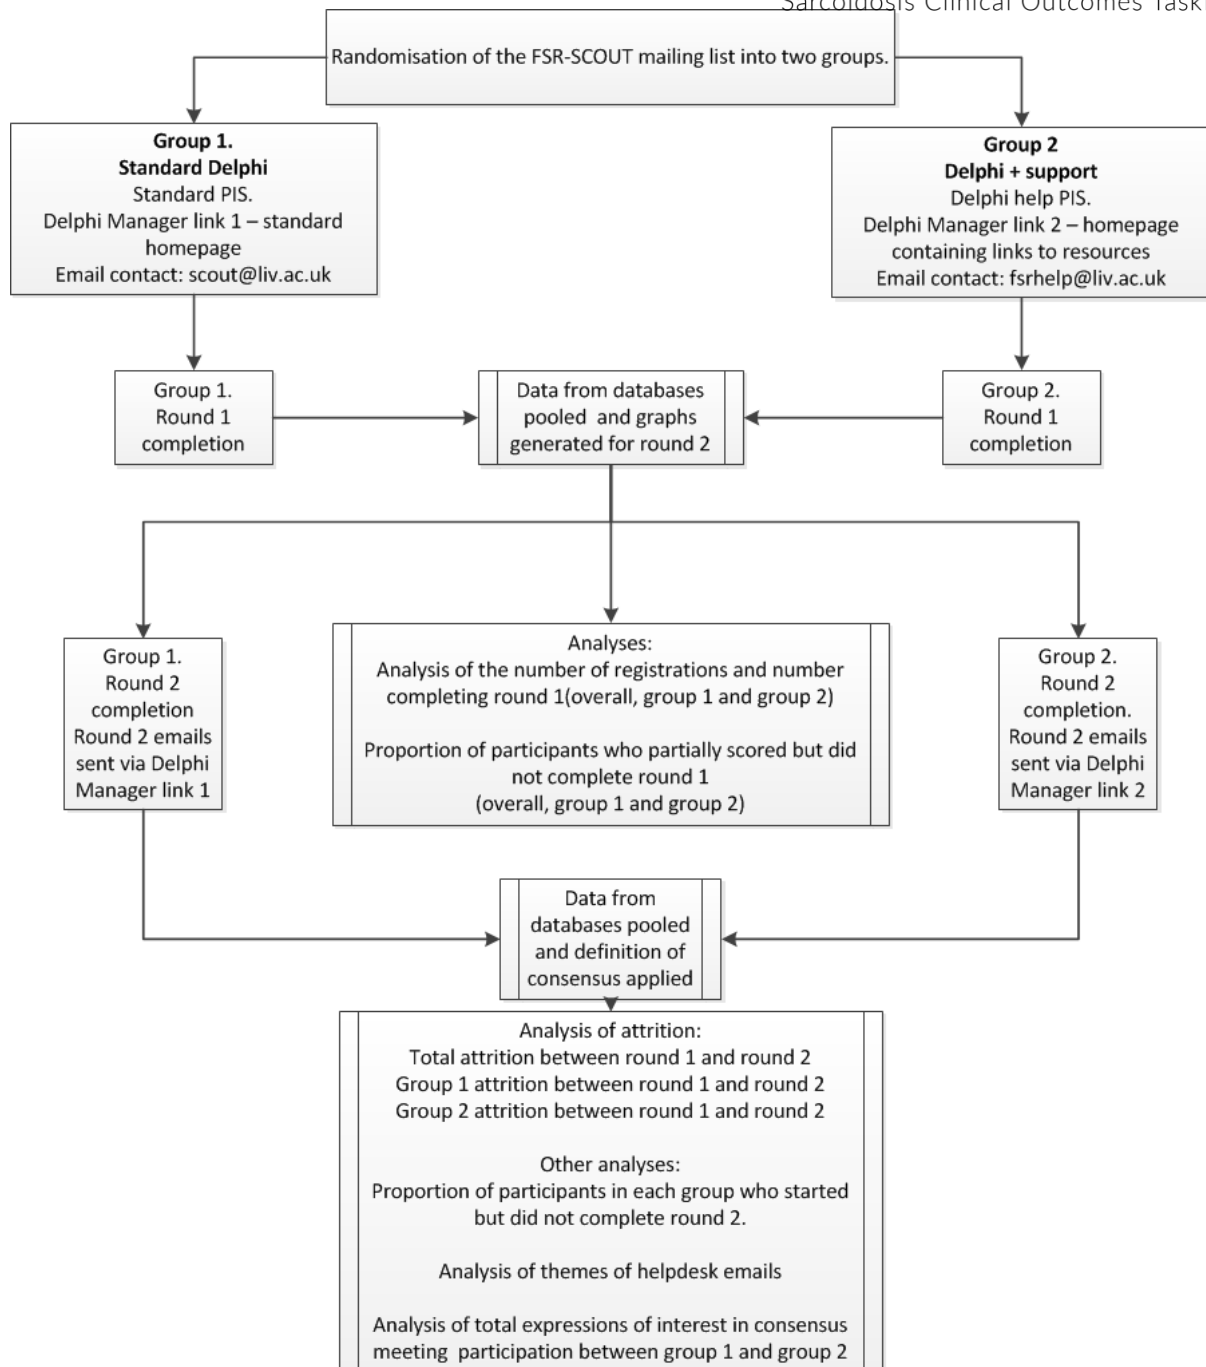 Sarcoidosis Clinical Outcomes Task
Randomisation of the FSR-SCOUT mailing list into two groups.
Group 1.
Standard Delphi
Standard PIS.
Delphi Manager link 1 – standard
homepage
Email contact: scout@liv.ac.uk
Group 2
Delphi + support
Delphi help PIS.
Delphi Manager link 2 – homepage
containing links to resources
Email contact: fsrhelp@liv.ac.uk
Group 1.
Round 1
completion
Data from databases
pooled and graphs
generated for round 2
Group 2.
Round 1
completion
Group 1.
Round 2
completion
Round 2 emails
sent via Delphi
Manager link 1
Analyses:
Analysis of the number of registrations and number
completing round 1(overall, group 1 and group 2)
Proportion of participants who partially scored but did
not complete round 1
(overall, group 1 and group 2)
Group 2.
Round 2
completion.
Round 2 emails
sent via Delphi
Manager link 2
Data from
databases pooled
and definition of
consensus applied
Analysis of attrition:
Total attrition between round 1 and round 2
Group 1 attrition between round 1 and round 2
Group 2 attrition between round 1 and round 2
Other analyses:
Proportion of participants in each group who started
but did not complete round 2.
Analysis of themes of helpdesk emails
Analysis of total expressions of interest in consensus
meeting participation between group 1 and group 2